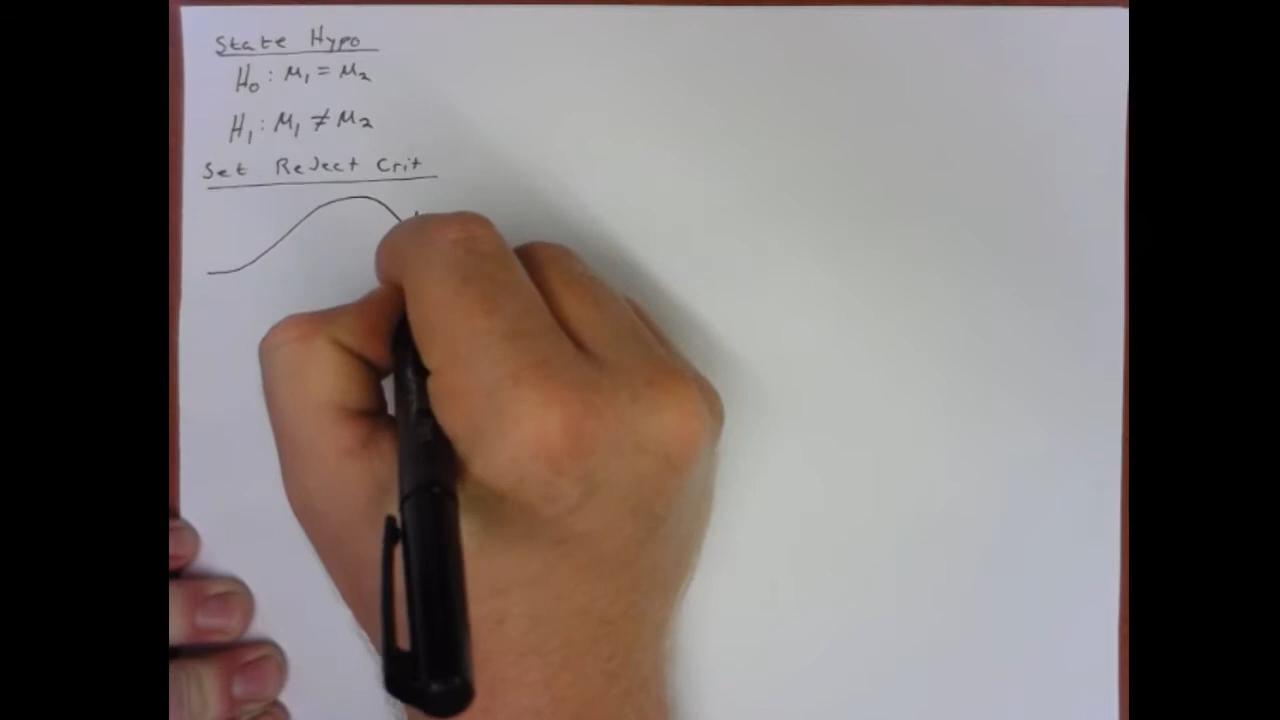 State Hypo
H₀: μ₁ = μ₂
H₁: μ₁ ≠ μ₂
Set Reject Crit